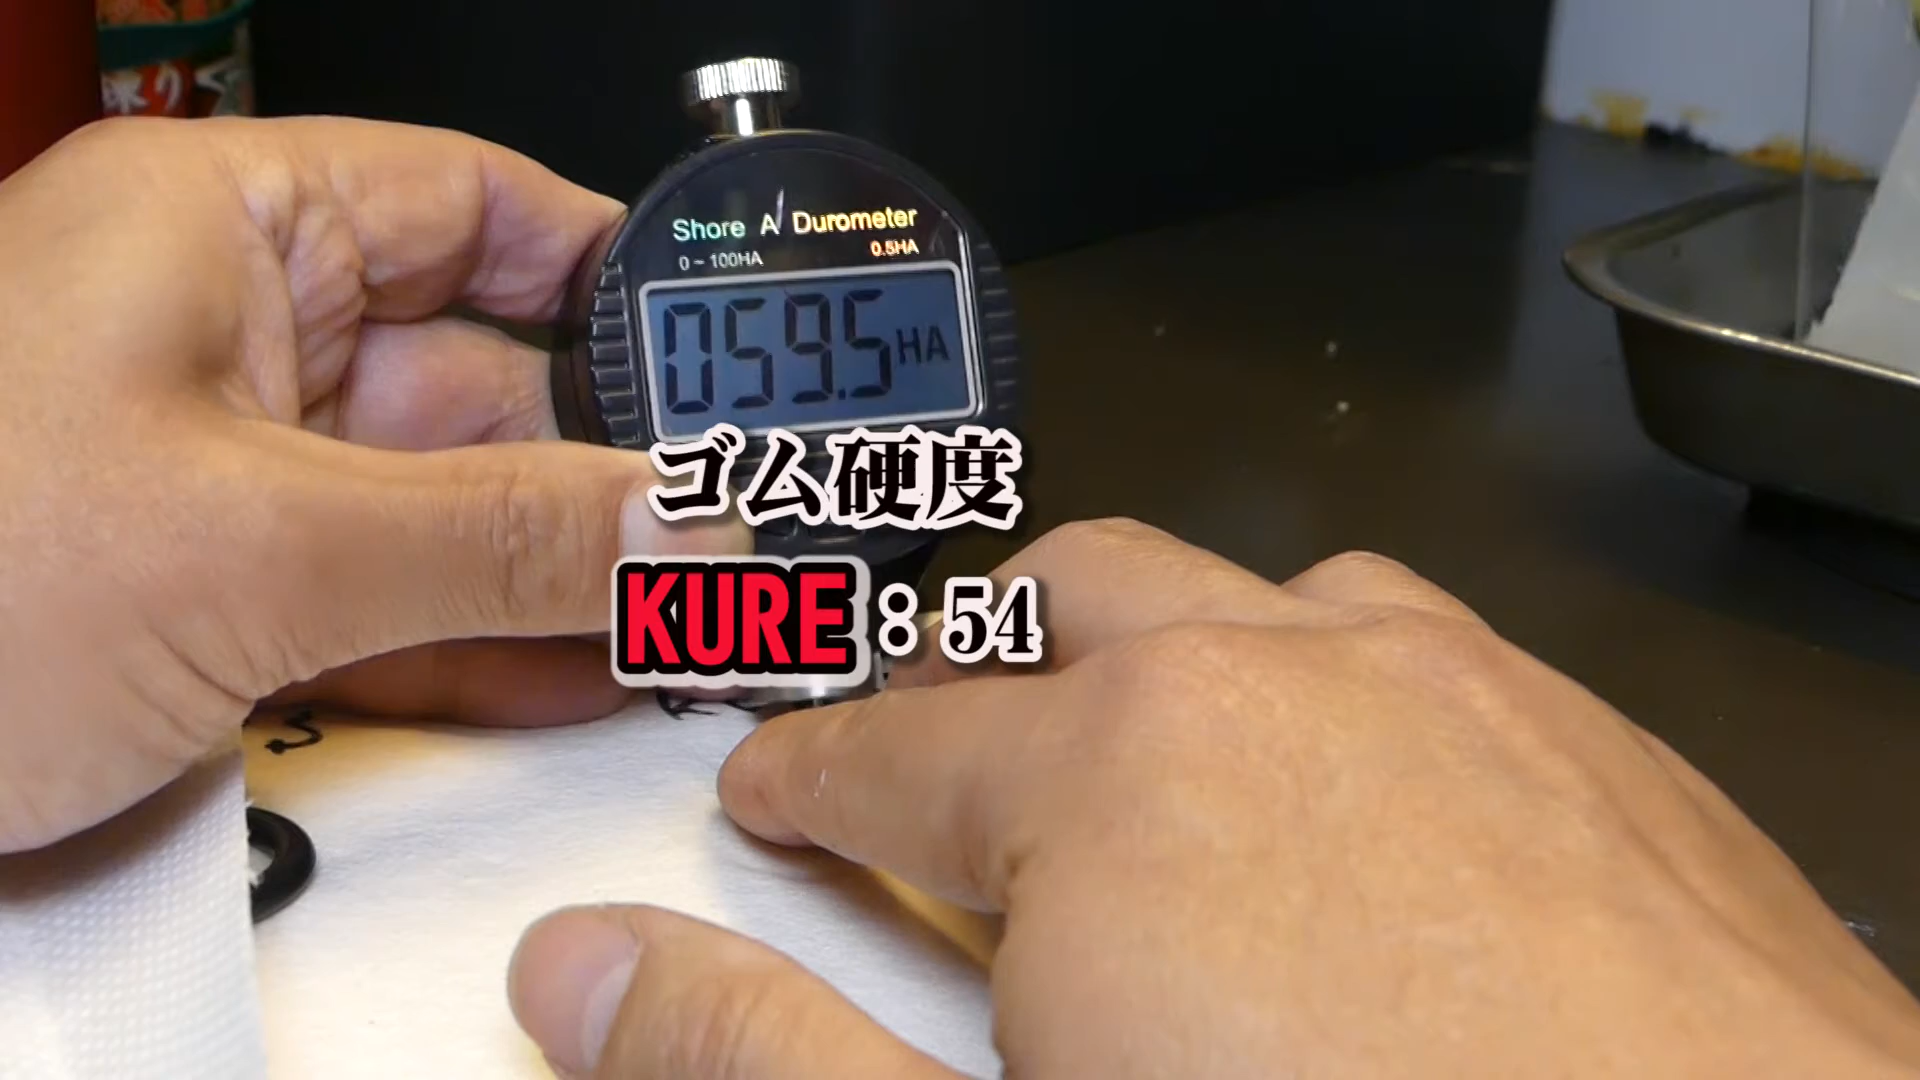 Shore A Durometer
0~100HA 0.5HA
059.5HA
ゴム硬度
KURE：54